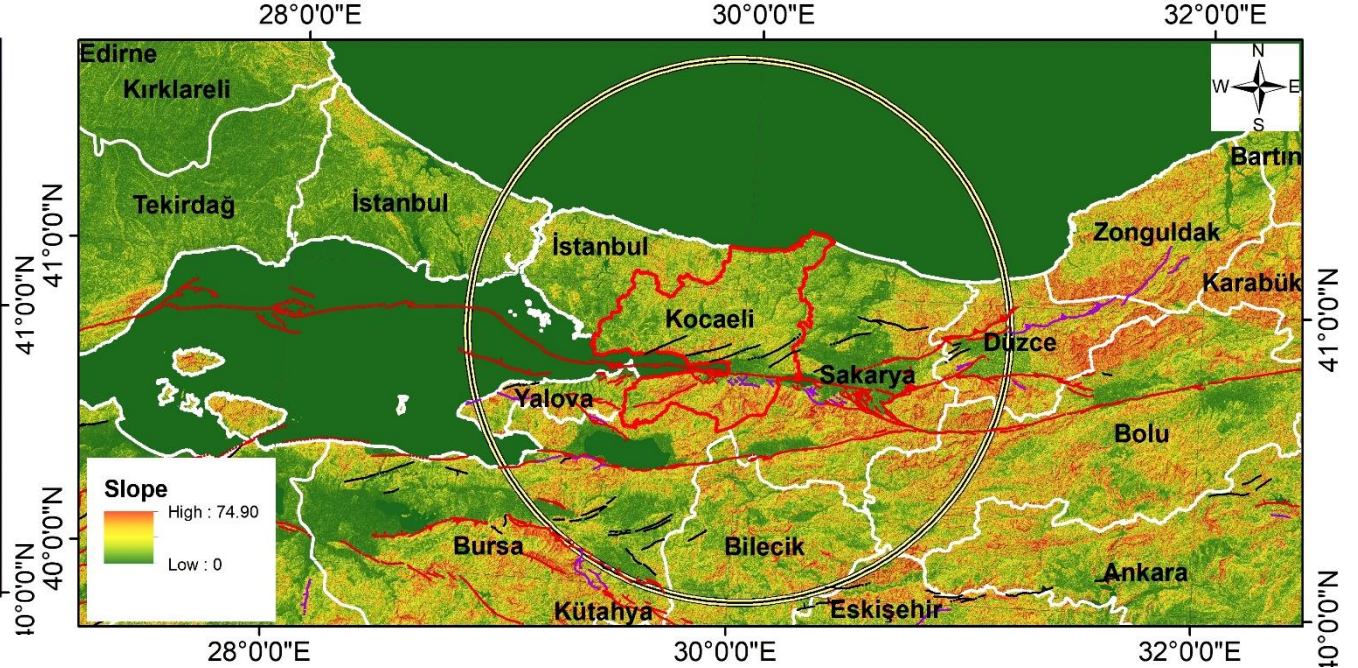 28°0'0"E
30°0'0"E
32°0'0"E
Edirne
Kırklareli
N
W
E
S
Bartın
Tekirdağ
İstanbul
İstanbul
Zonguldak
Karabük
41°0'0"N
41°0'0"N
41°0'0"N
Kocaeli
Düzce
Sakarya
Yalova
Bolu
Slope
High : 74.90
Low : 0
Bursa
Bilecik
Ankara
Kütahya
Eskişehir
40°0'0"N
40°0'0"N
40°0'0"N
28°0'0"E
30°0'0"E
32°0'0"E